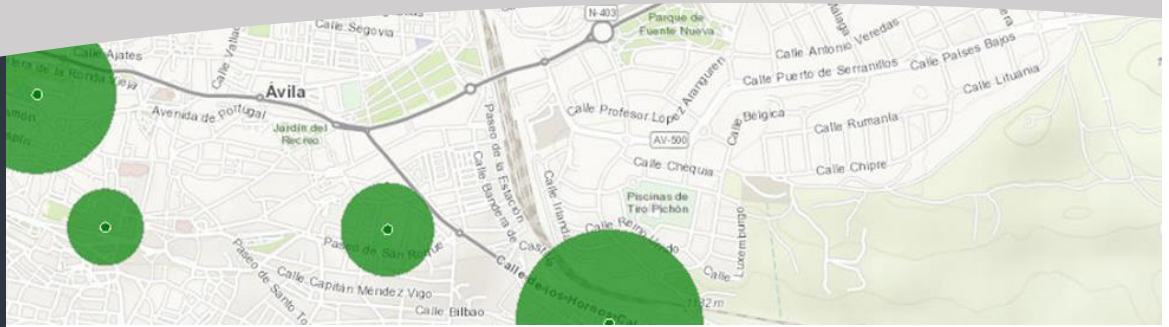 N-403
Parque de
Fuente Nueva
Calle Segovia
Calle Ajates
Calle Antonio Veredas
Calle Países Bajos
Calle Puerto de Serranillos
Calle Lituania
Ávila
Avenida de Portugal
Jardín del
Recreo
Calle Profesor López Aranguren
Calle Bélgica
Calle Rumanía
AV-500
Calle Chequia
Calle Chipre
Paseo de la Estación
Calle Bandera de Castilla
Calle Irlanda
Piscinas de
Tiro Pichón
Calle Reino Unido
Calle Luxemburgo
Paseo de San Roque
Calle Capitán Méndez Vigo
Calle Bilbao
Paseo de Santo To
Calle-de-los-Hornos-Cal
1182 m